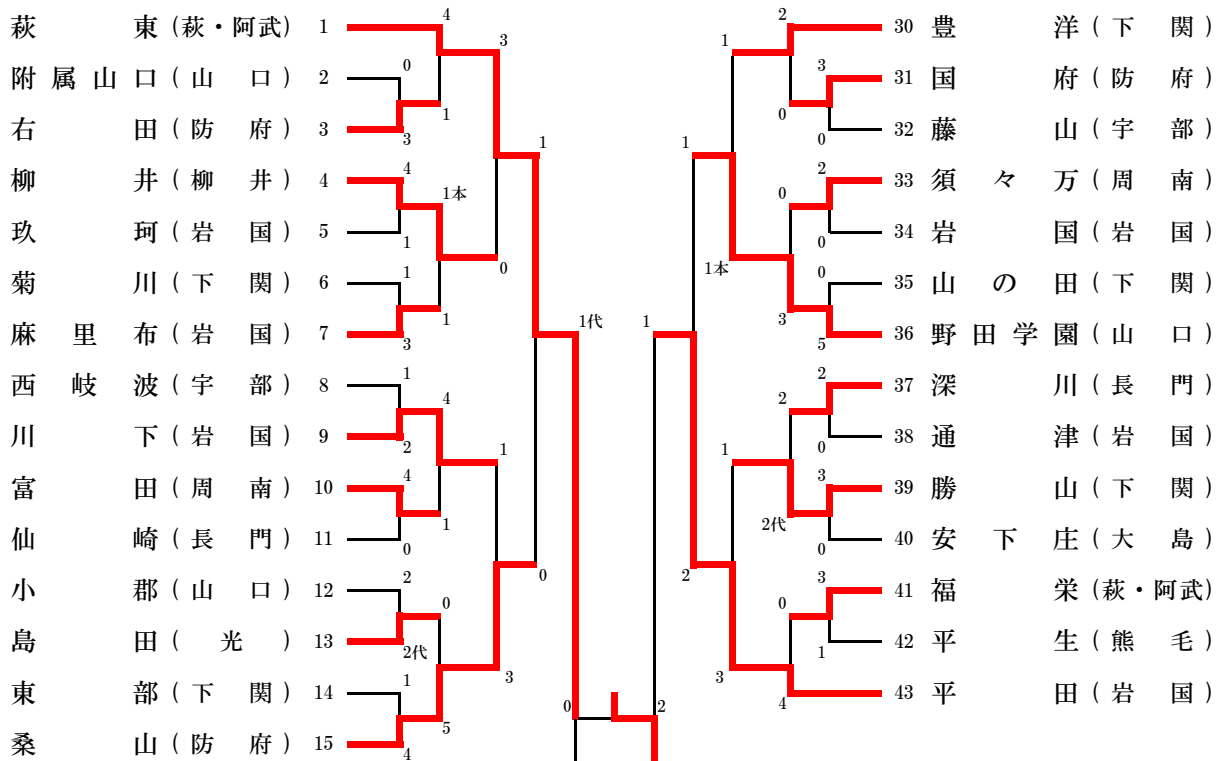 萩東(萩・阿武) 1
附属山口(山口) 2
右田(防府) 3
柳井(柳井) 4
玖珂(岩国) 5
菊川(下関) 6
麻里布(岩国) 7
西岐波(宇部) 8
川下(岩国) 9
富田(周南) 10
仙崎(長門) 11
小郡(山口) 12
島田(光) 13
東部(下関) 14
桑山(防府) 15
4
3
0
1
3
1
4
1本
1
0
1
1
3
1代
1
4
2
1
4
1
0
0
2
0
2代
1
3
5
4
0
30 豊洋(下関)
31 国府(防府)
32 藤山(宇部)
33 須々万(周南)
34 岩国(岩国)
35 山の田(下関)
36 野田学園(山口)
37 深川(長門)
38 通津(岩国)
39 勝山(下関)
40 安下庄(大島)
41 福栄(萩・阿武)
42 平生(熊毛)
43 平田(岩国)
2
1
3
0
0
1
2
0
0
1本
0
3
5
1
2
2
0
1
3
2代
0
2
3
0
1
3
4
2